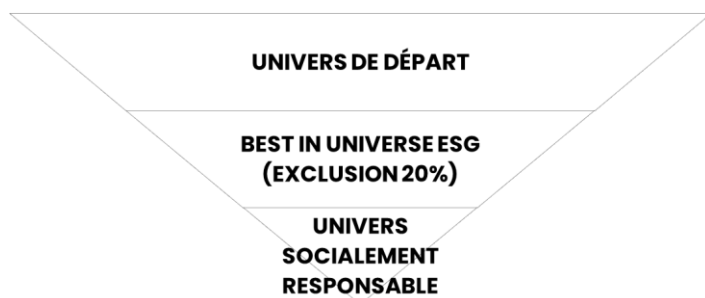 UNIVERS DE DÉPART
BEST IN UNIVERSE ESG
(EXCLUSION 20%)
UNIVERS
SOCIALEMENT
RESPONSABLE